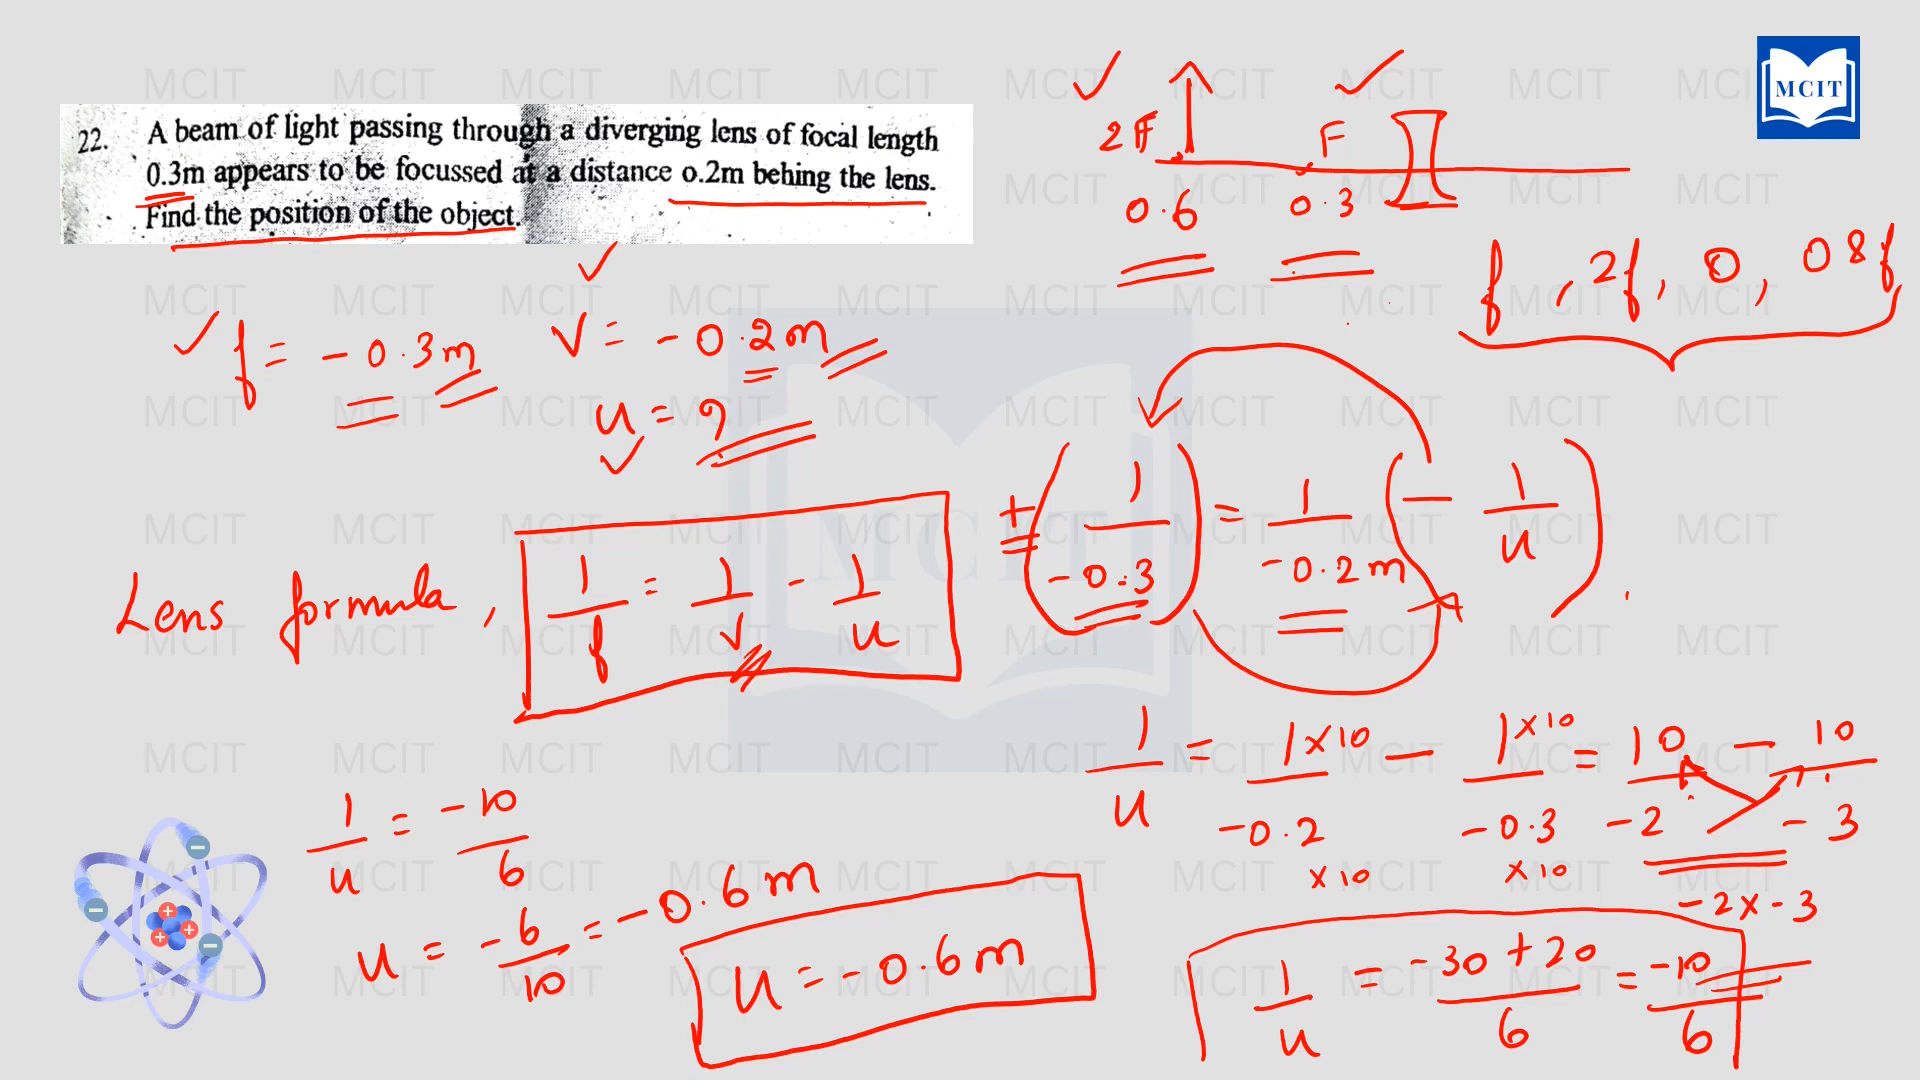 MCIT
22. A beam of light passing through a diverging lens of focal length
0.3m appears to be focussed at a distance o.2m behing the lens.
Find the position of the object.
2F F
0.6 0.3
f , 2f, 0, 08f
f = - 0.3m v = - 0.2m
u = ?
Lens formula, 1/f = 1/v - 1/u
+ ( 1/-0.3 ) = 1/-0.2m ( - 1/u )
1/u = 1×10/-0.2×10 - 1×10/-0.3×10 = 10/-2 - 10/-3
-2×-3
1/u = -30+20/6 = -10/6
1/u = -10/6
u = -6/10 = -0.6m
u = -0.6m